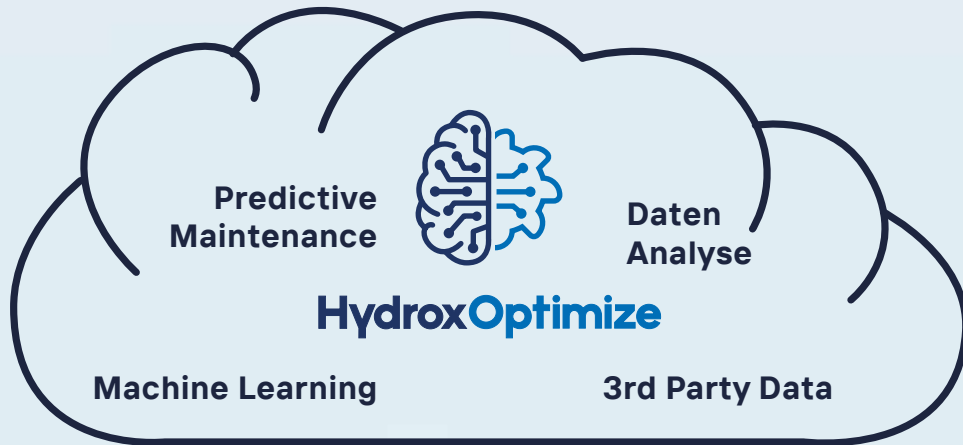 Predictive
Maintenance
Daten
Analyse
HydroxOptimize
Machine Learning
3rd Party Data